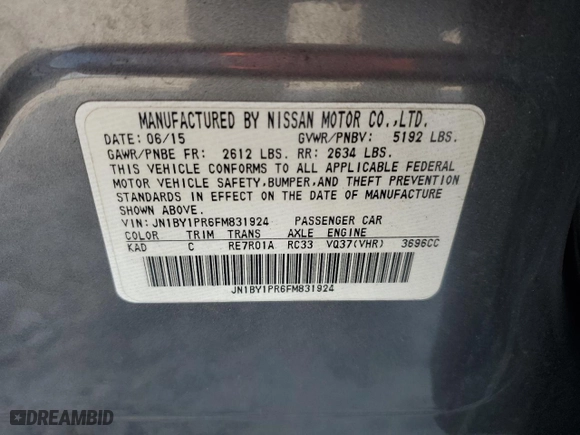 MANUFACTURED BY NISSAN MOTOR CO.,LTD.
DATE: 06/15 GVWR/PNBV: 5192 LBS.
GAWR/PNBE FR: 2612 LBS. RR: 2634 LBS.
THIS VEHICLE CONFORMS TO ALL APPLICABLE FEDERAL
MOTOR VEHICLE SAFETY,BUMPER,AND THEFT PREVENTION
STANDARDS IN EFFECT ON THE DATE OF MANUFACTURE
SHOWN ABOVE.
VIN: JN1BY1PR6FM831924 PASSENGER CAR
COLOR TRIM TRANS AXLE ENGINE
KAD C RE7R01A RC33 VQ37(VHR) 3696CC
JN1BY1PR6FM831924
DREAMBID